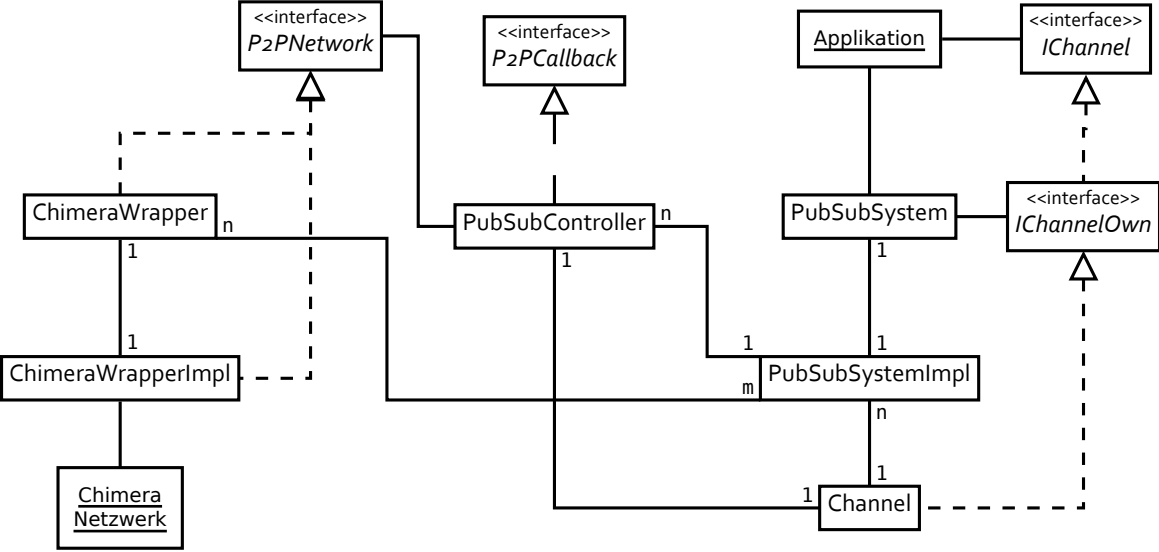 <<interface>>
P2PNetwork
<<interface>>
P2PCallback
Applikation
<<interface>>
IChannel
ChimeraWrapper
n
1
PubSubController
n
1
PubSubSystem
1
<<interface>>
IChannelOwn
1
ChimeraWrapperImpl
1
m
1
PubSubSystemImpl
n
Chimera
Netzwerk
1
1
Channel